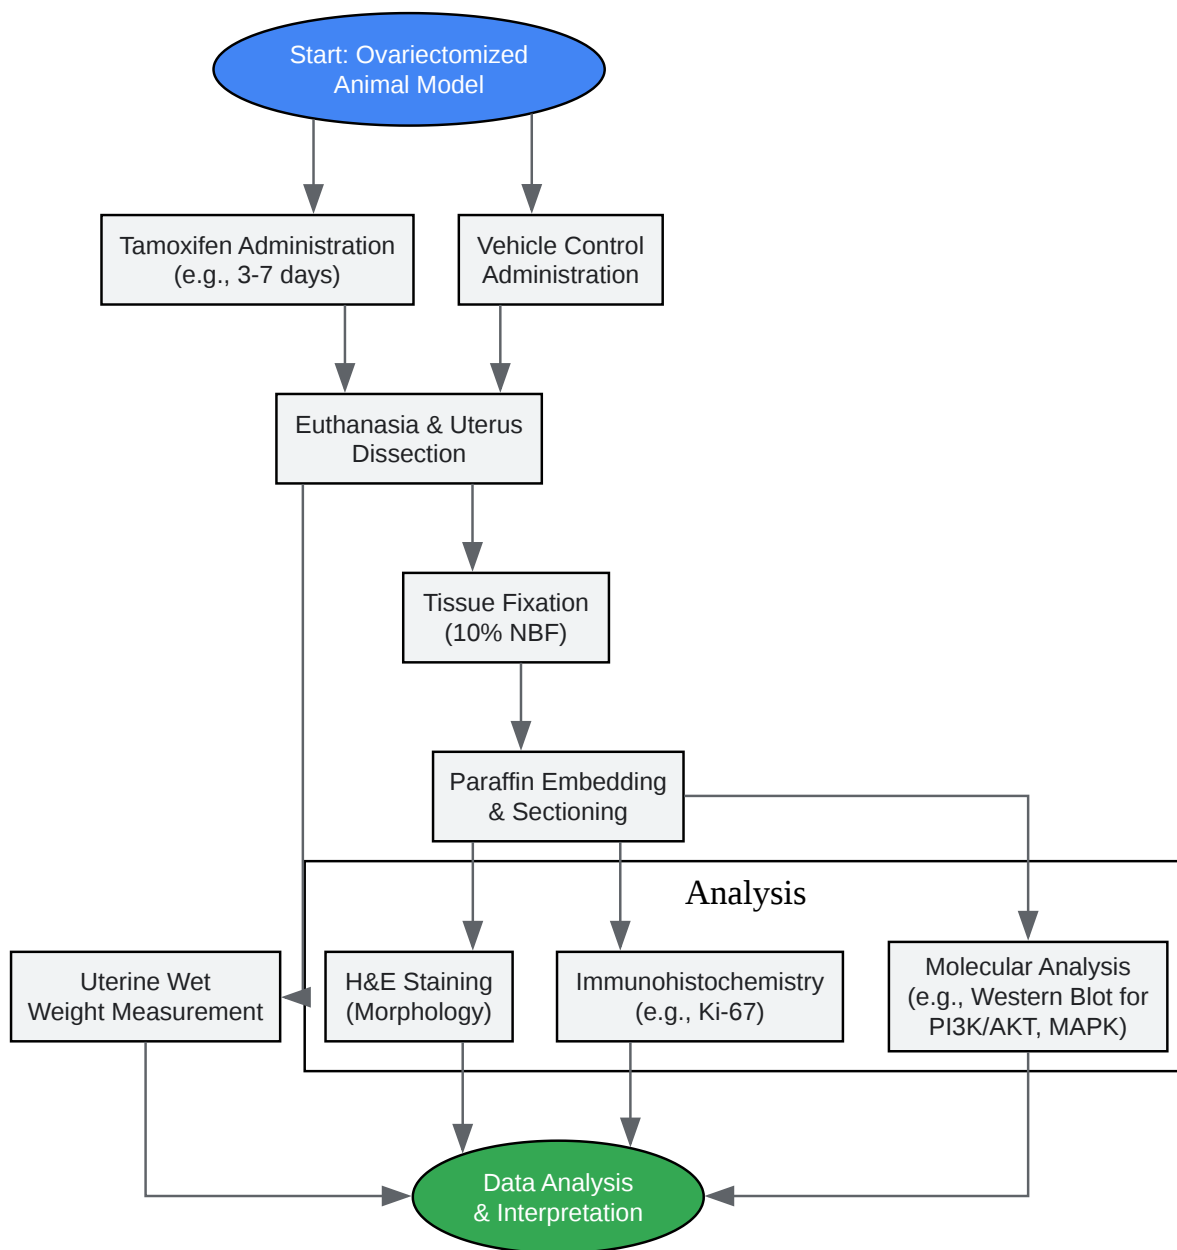 Start: Ovariectomized
Animal Model
Tamoxifen Administration
(e.g., 3-7 days)
Vehicle Control
Administration
Euthanasia & Uterus
Dissection
Tissue Fixation
(10% NBF)
Paraffin Embedding
& Sectioning
Analysis
Uterine Wet
Weight Measurement
H&E Staining
(Morphology)
Immunohistochemistry
(e.g., Ki-67)
Molecular Analysis
(e.g., Western Blot for
PI3K/AKT, MAPK)
Data Analysis
& Interpretation